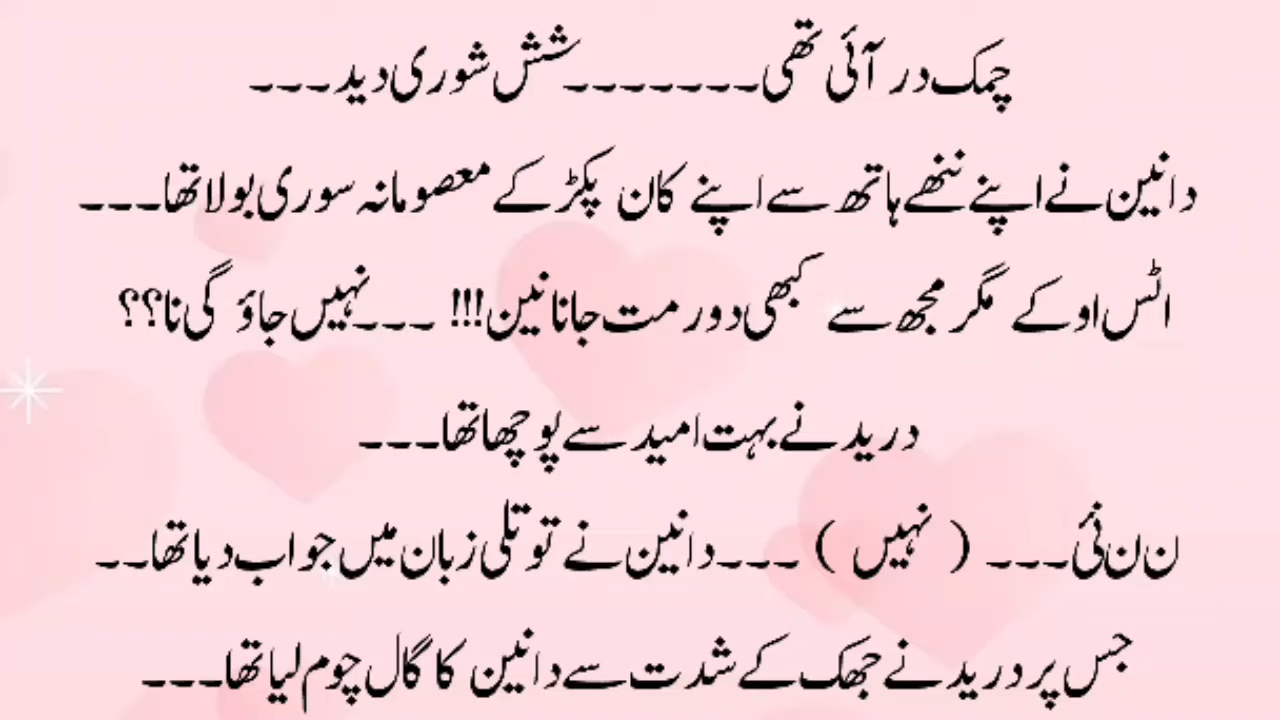 چمک در آئی تھی۔۔۔۔۔۔۔شش شوری دید۔۔۔
دانین نے اپنے ننھے ہاتھ سے اپنے کان پکڑ کے معصومانہ سوری بولا تھا۔۔۔
اٹس اوکے مگر مجھ سے کبھی دور مت جانا نین!!! ۔۔۔نہیں جاؤ گی نا؟؟
درید نے بہت امید سے پوچھا تھا۔۔۔
ن ن نئی۔۔۔ ( نہیں ) ۔۔۔دانین نے توتلی زبان میں جواب دیا تھا۔۔
جس پر درید نے جھک کے شدت سے دانین کا گال چوم لیا تھا۔۔۔